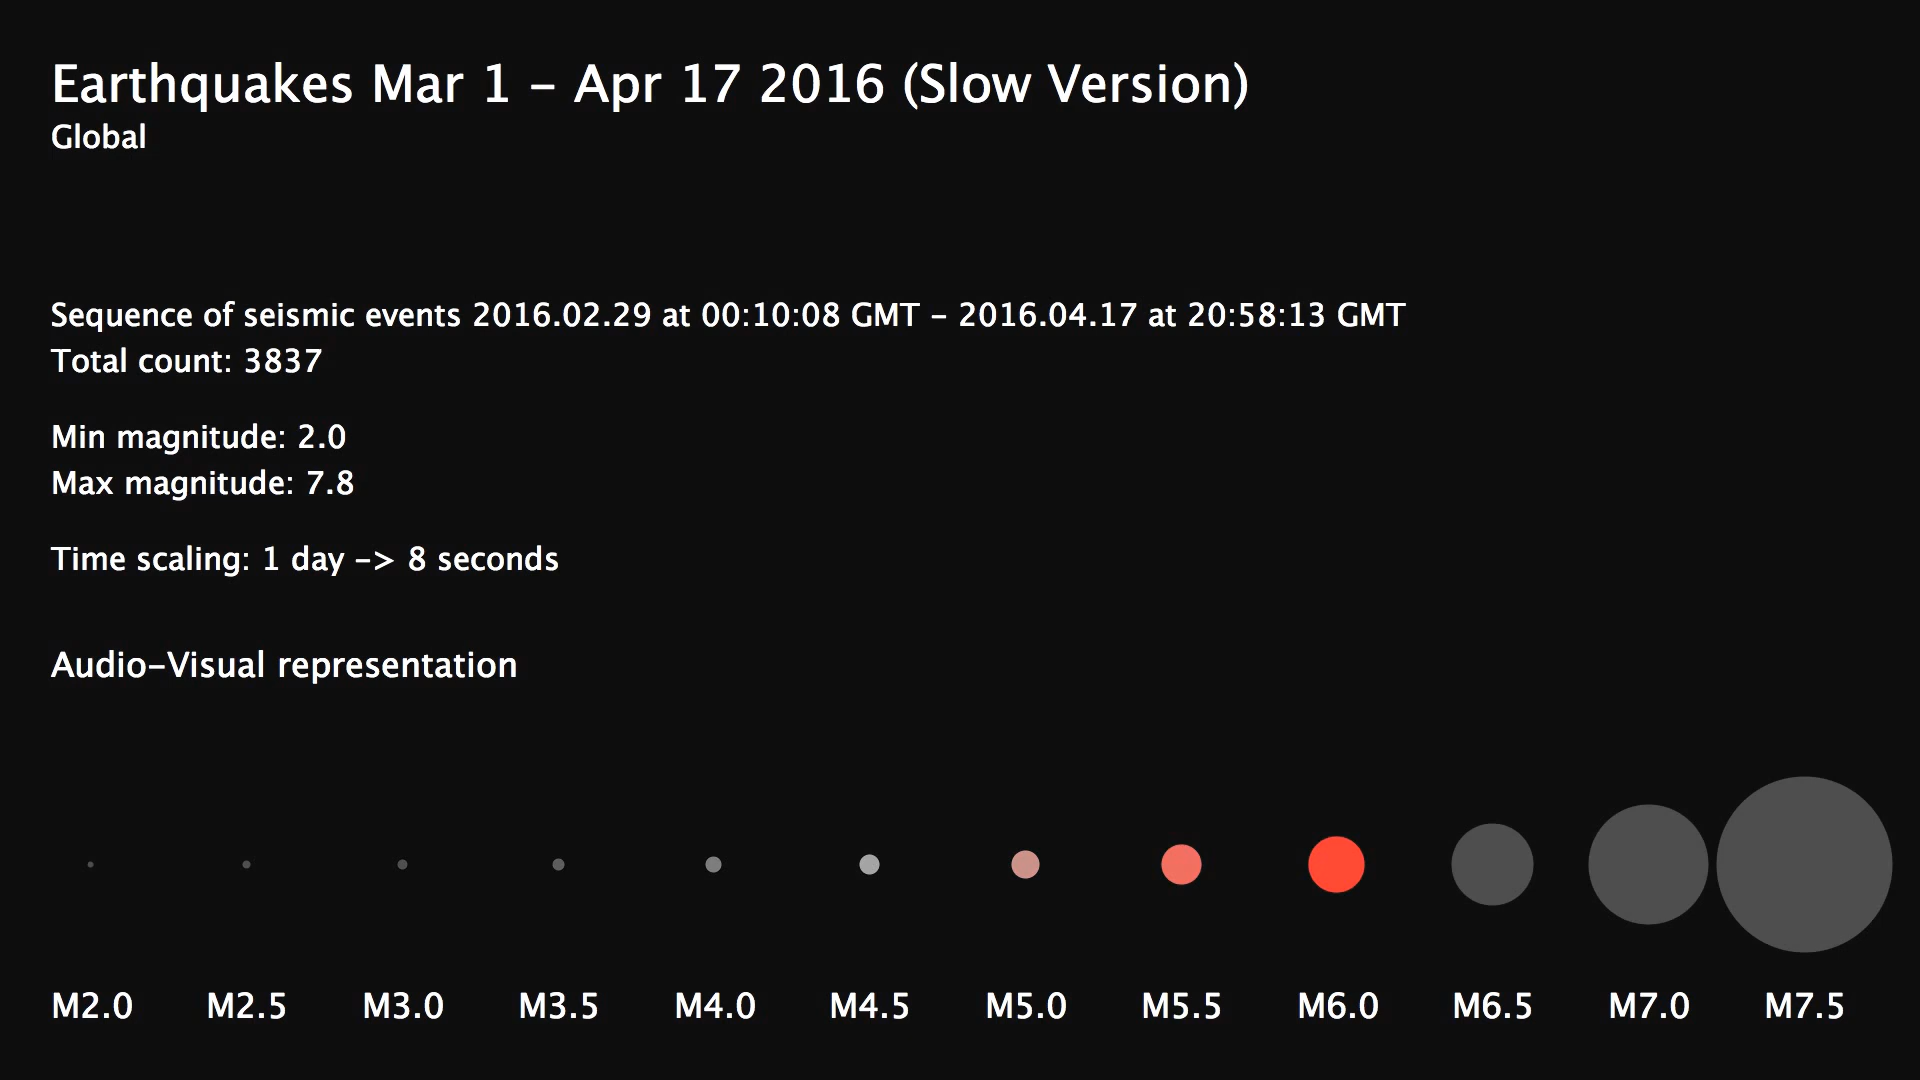 Earthquakes Mar 1 – Apr 17 2016 (Slow Version)
Global
Sequence of seismic events 2016.02.29 at 00:10:08 GMT – 2016.04.17 at 20:58:13 GMT
Total count: 3837
Min magnitude: 2.0
Max magnitude: 7.8
Time scaling: 1 day –> 8 seconds
Audio–Visual representation
M2.0 M2.5 M3.0 M3.5 M4.0 M4.5 M5.0 M5.5 M6.0 M6.5 M7.0 M7.5